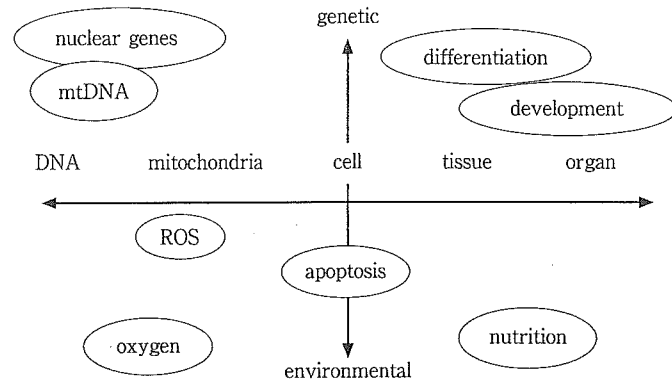 genetic
nuclear genes
differentiation
mtDNA
development
DNA mitochondria cell tissue organ
ROS
apoptosis
oxygen
nutrition
environmental